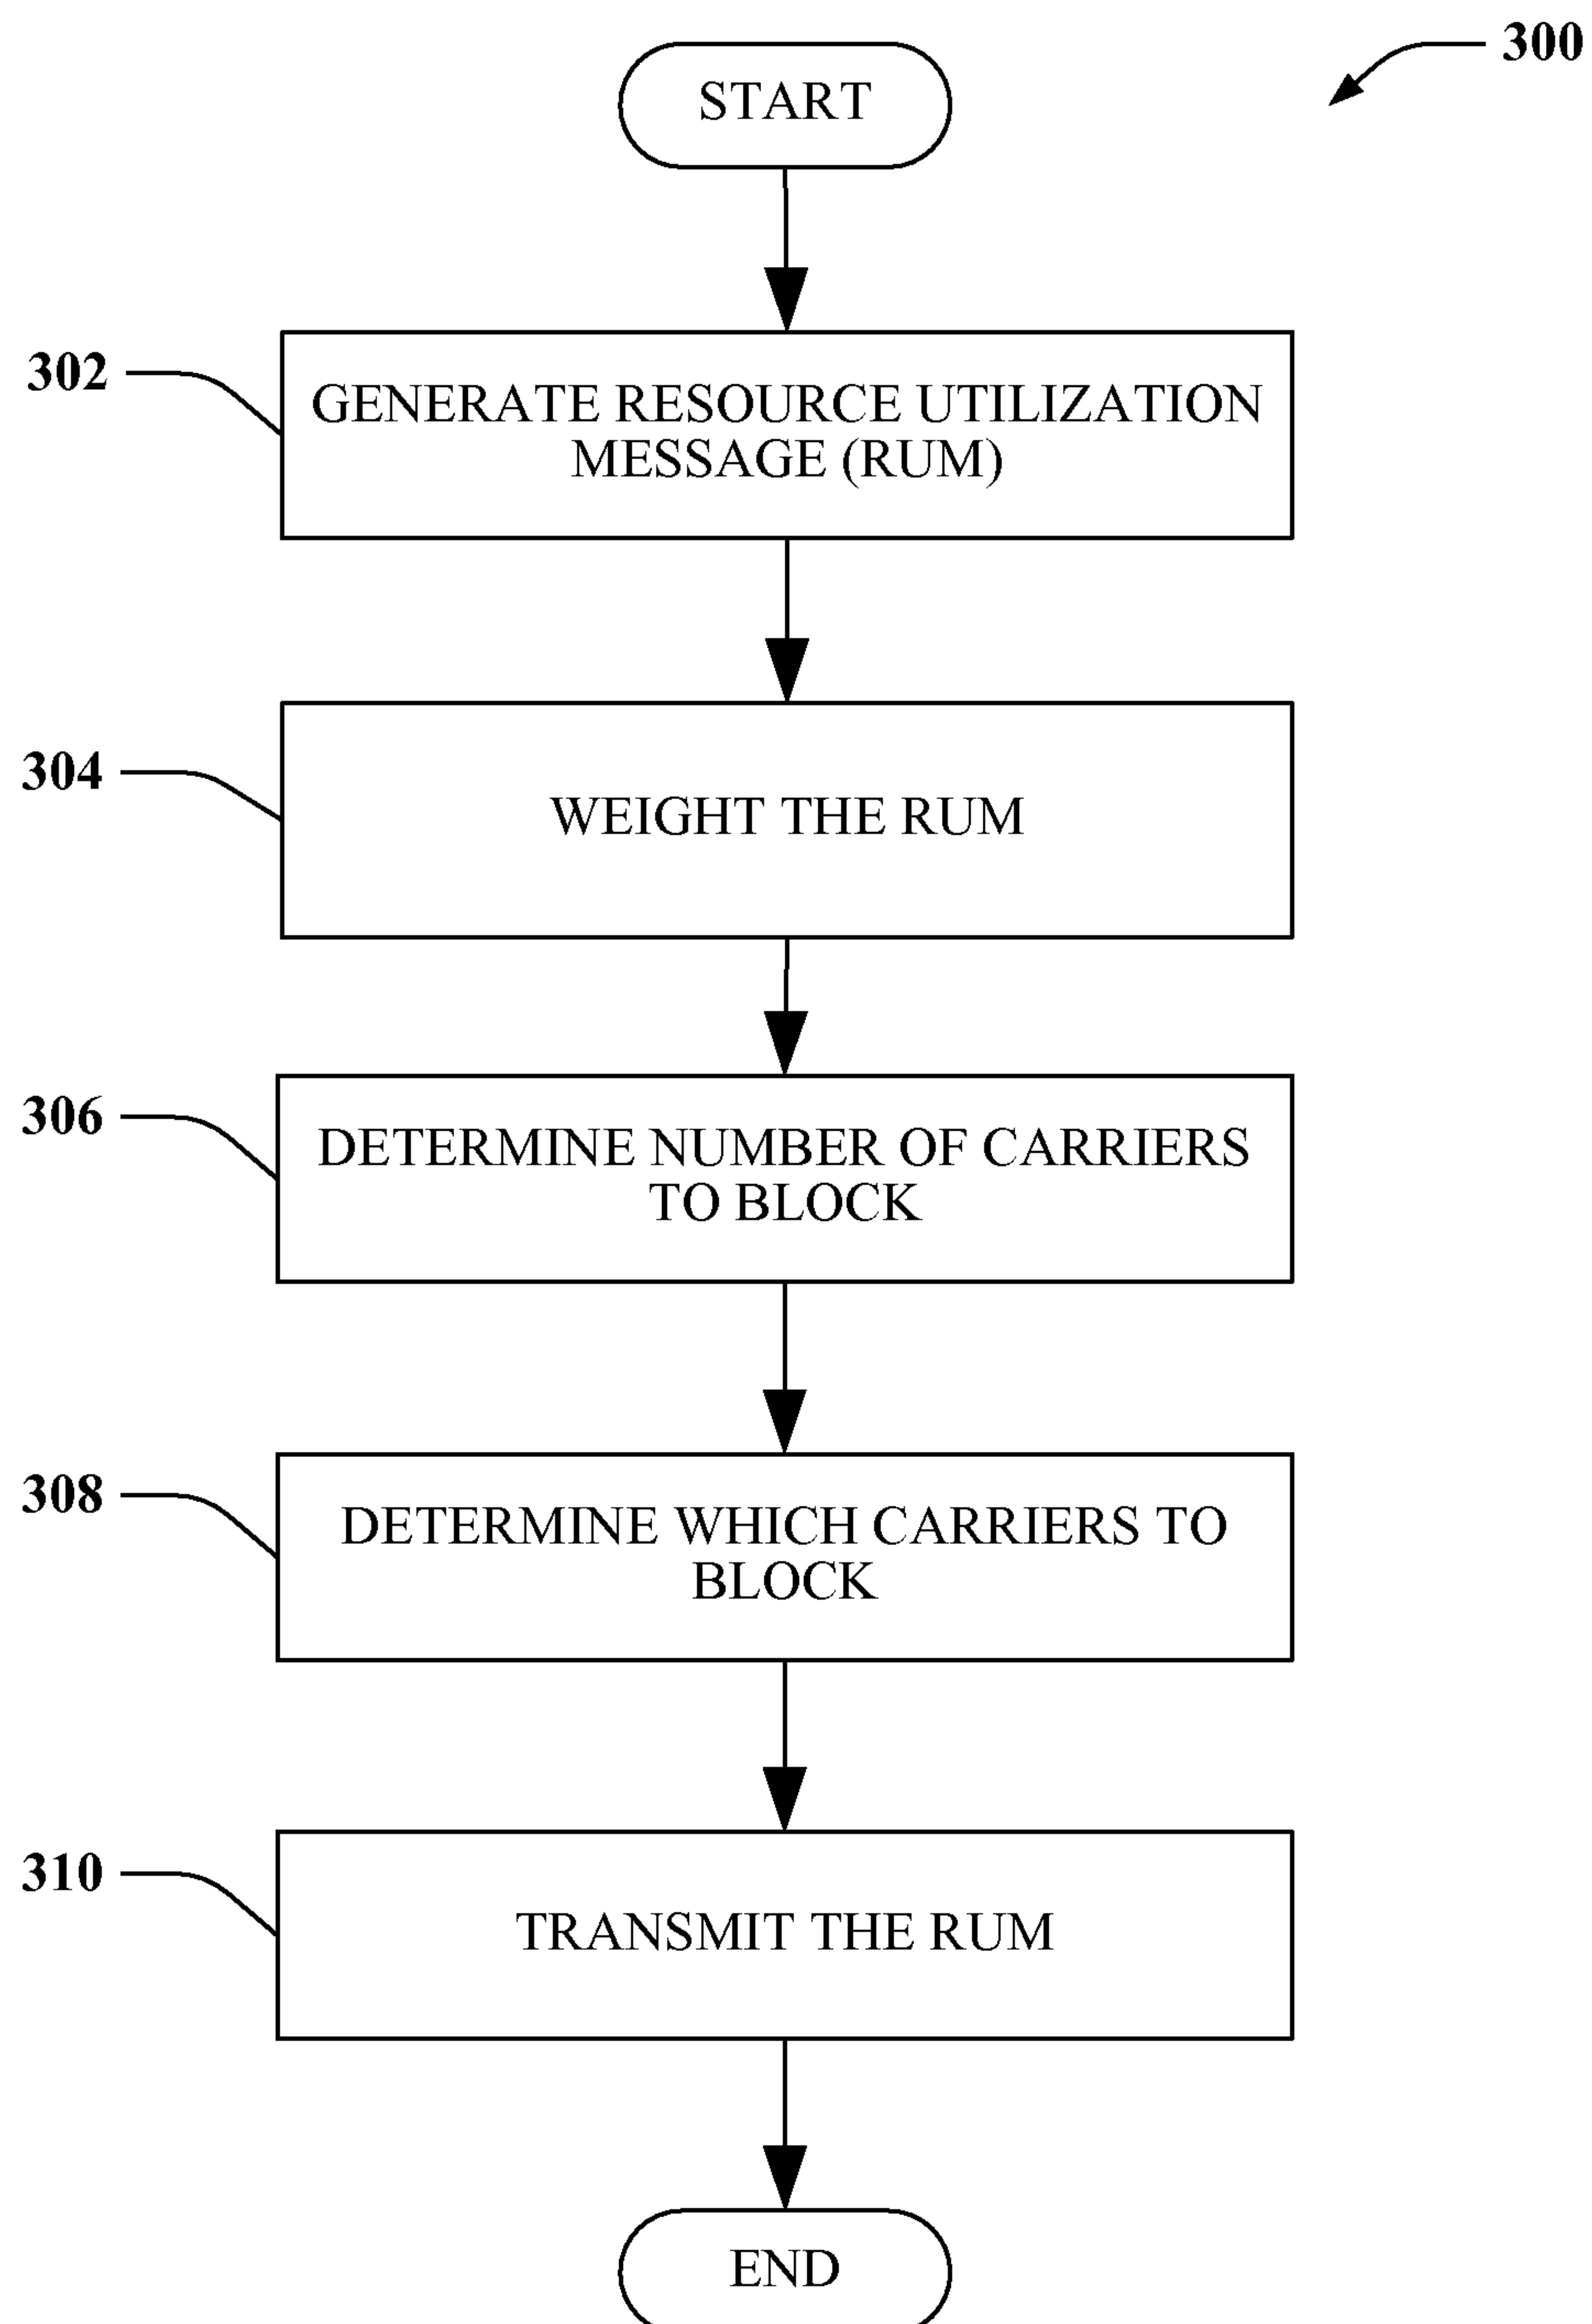 300
START
302
GENERATE RESOURCE UTILIZATION
MESSAGE (RUM)
304
WEIGHT THE RUM
306
DETERMINE NUMBER OF CARRIERS
TO BLOCK
308
DETERMINE WHICH CARRIERS TO
BLOCK
310
TRANSMIT THE RUM
END